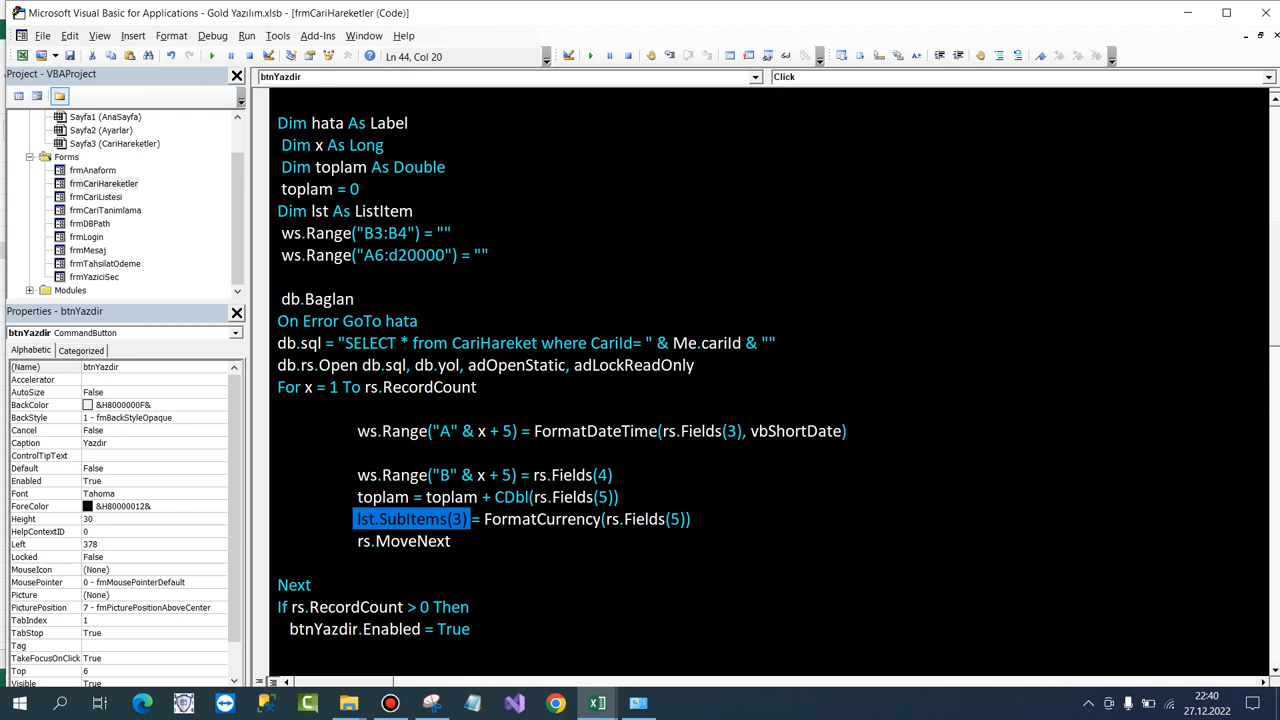 Microsoft Visual Basic for Applications - Gold Yazılım.xlsb - [frmCariHareketler (Code)]
File Edit View Insert Format Debug Run Tools Add-Ins Window Help
Ln 44, Col 20
Project - VBAProject
Sayfa1 (AnaSayfa)
Sayfa2 (Ayarlar)
Sayfa3 (CariHareketler)
Forms
frmAnaform
frmCariHareketler
frmCariListesi
frmCariTanimlama
frmDBPath
frmLogin
frmMesaj
frmTahsilatOdeme
frmYaziciSec
Modules
Properties - btnYazdir
btnYazdir CommandButton
Alphabetic Categorized
(Name) btnYazdir
Accelerator
AutoSize False
BackColor &H8000000F&
BackStyle 1 - fmBackStyleOpaque
Cancel False
Caption Yazdır
ControlTipText
Default False
Enabled True
Font Tahoma
ForeColor &H80000012&
Height 30
HelpContextID 0
Left 378
Locked False
MouseIcon (None)
MousePointer 0 - fmMousePointerDefault
Picture (None)
PicturePosition 7 - fmPicturePositionAboveCenter
TabIndex 1
TabStop True
Tag
TakeFocusOnClick True
Top 6
Visible True
btnYazdir Click
Dim hata As Label
Dim x As Long
Dim toplam As Double
toplam = 0
Dim lst As ListItem
ws.Range("B3:B4") = ""
ws.Range("A6:d20000") = ""
db.Baglan
On Error GoTo hata
db.sql = "SELECT * from CariHareket where CariId= " & Me.cariId & ""
db.rs.Open db.sql, db.yol, adOpenStatic, adLockReadOnly
For x = 1 To rs.RecordCount
ws.Range("A" & x + 5) = FormatDateTime(rs.Fields(3), vbShortDate)
ws.Range("B" & x + 5) = rs.Fields(4)
toplam = toplam + CDbl(rs.Fields(5))
lst.SubItems(3) = FormatCurrency(rs.Fields(5))
rs.MoveNext
Next
If rs.RecordCount > 0 Then
btnYazdir.Enabled = True
22:40
27.12.2022